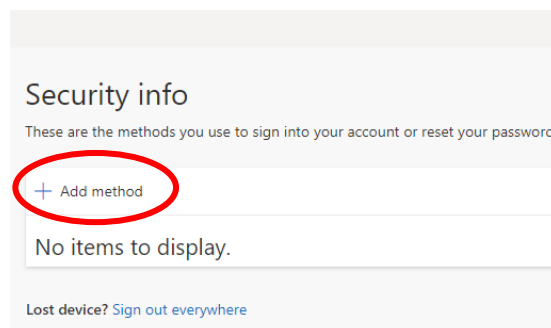 Security info
These are the methods you use to sign into your account or reset your password
+ Add method
No items to display.
Lost device? Sign out everywhere